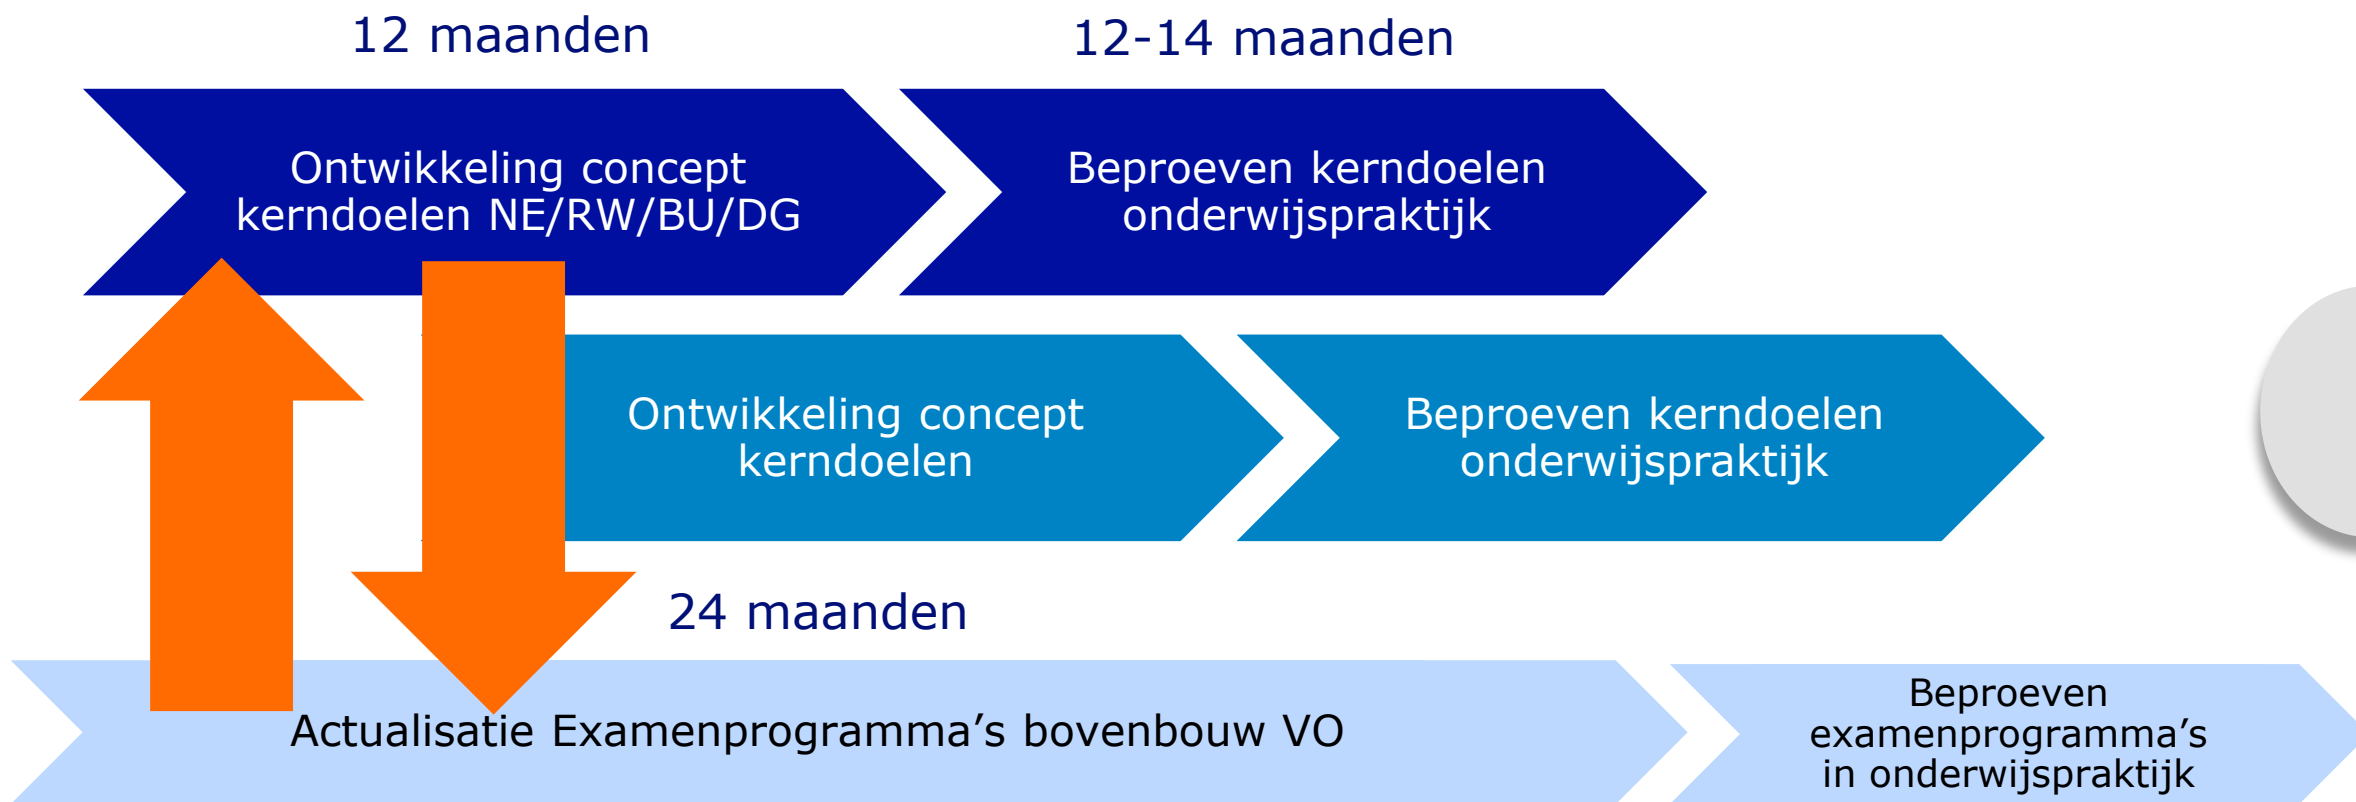 12 maanden
12-14 maanden
Ontwikkeling concept
kerndoelen NE/RW/BU/DG
Beproeven kerndoelen
onderwijspraktijk
Ontwikkeling concept
kerndoelen
Beproeven kerndoelen
onderwijspraktijk
24 maanden
Actualisatie Examenprogramma’s bovenbouw VO
Beproeven
examenprogramma’s
in onderwijspraktijk